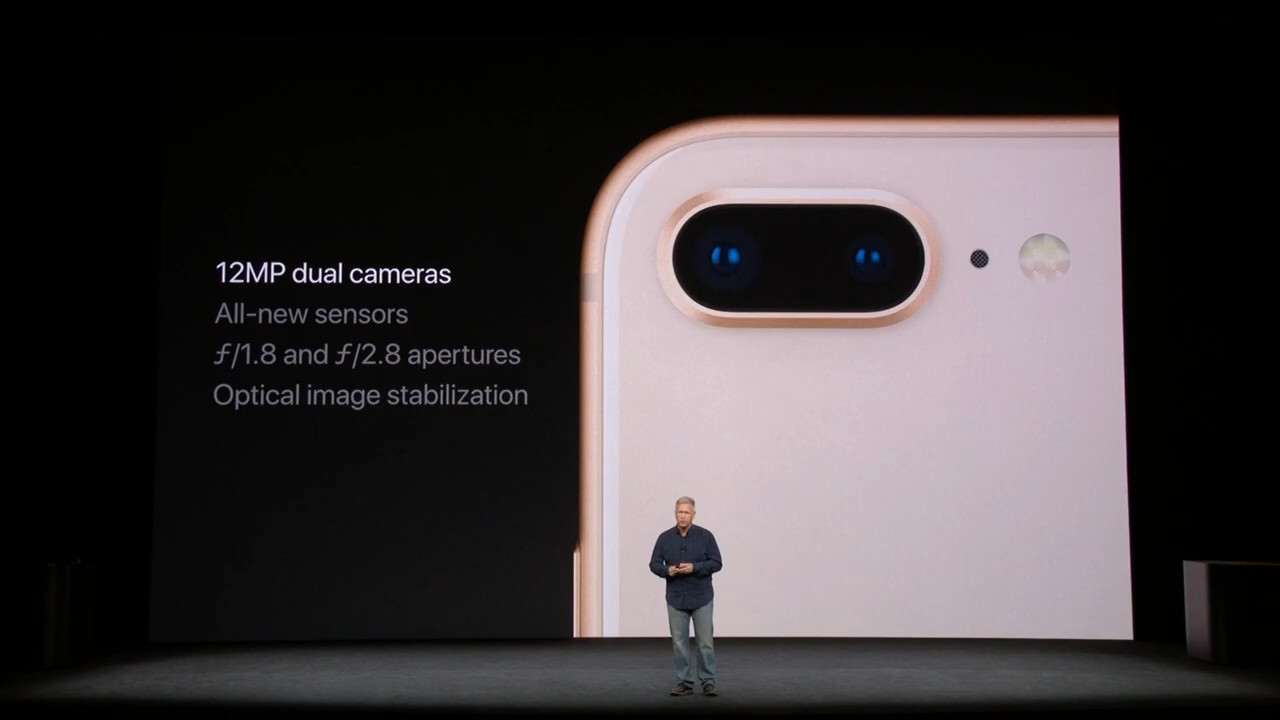 12MP dual cameras
All-new sensors
ƒ/1.8 and ƒ/2.8 apertures
Optical image stabilization